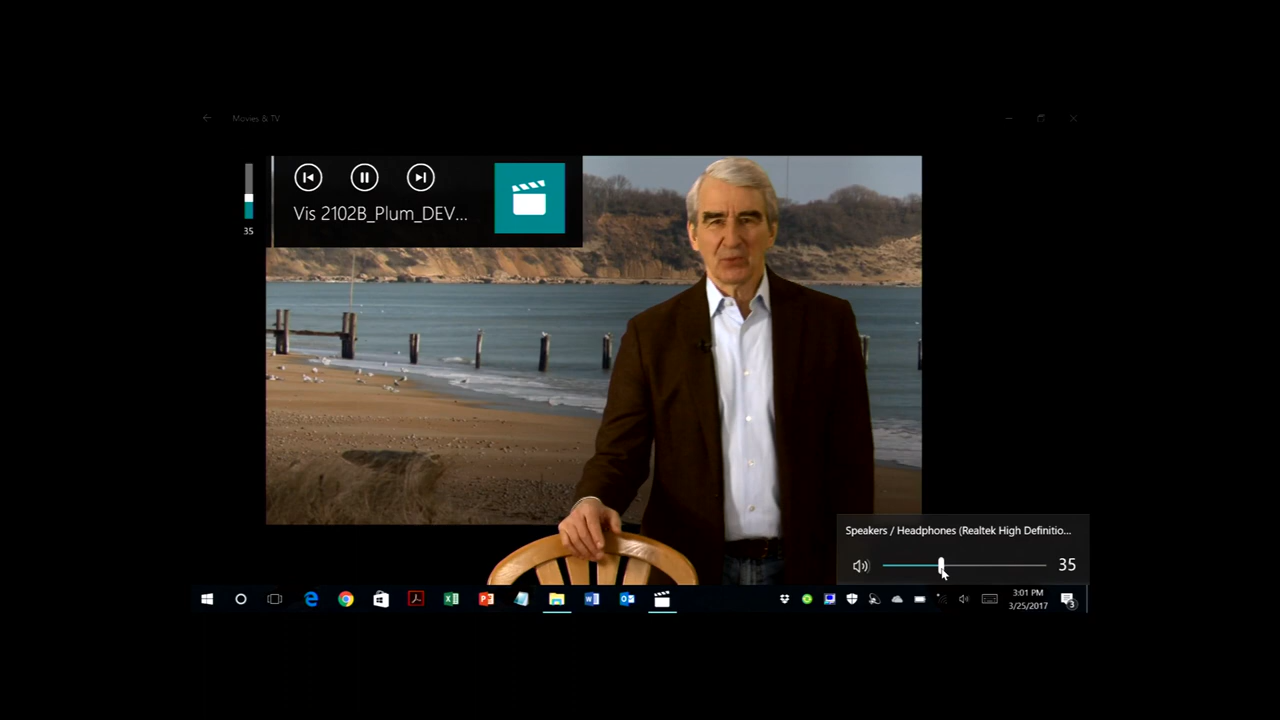 Movies & TV
Vis 2102B_Plum_DEV...
35
Speakers / Headphones (Realtek High Definitio...
35
3:01 PM
3/25/2017
3